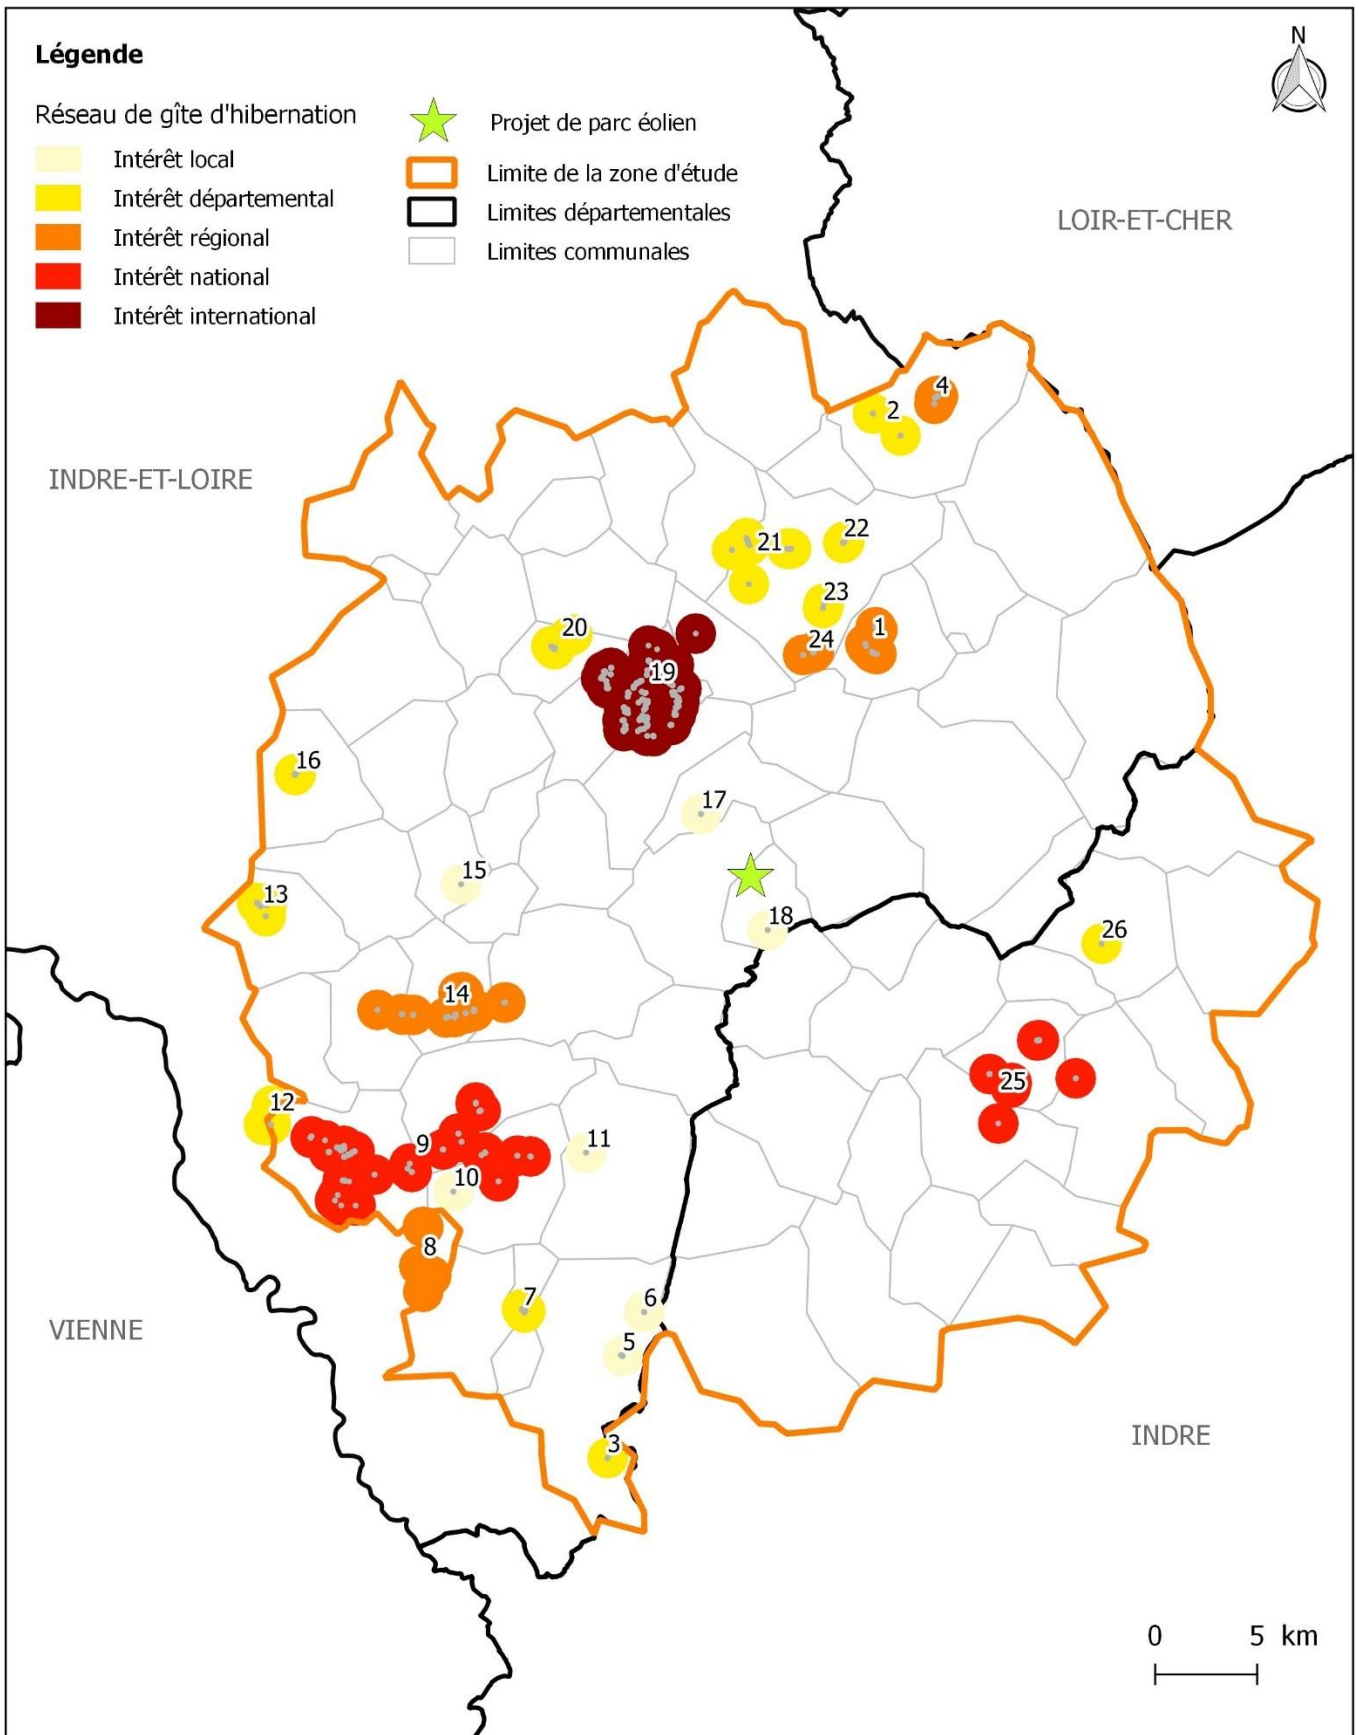 Légende
Réseau de gîte d'hibernation
Intérêt local
Intérêt départemental
Intérêt régional
Intérêt national
Intérêt international
Projet de parc éolien
Limite de la zone d'étude
Limites départementales
Limites communales
N
LOIR-ET-CHER
4
2
INDRE-ET-LOIRE
22
21
23
1
20
24
19
16
17
15
13
18
26
14
25
12
11
9
10
8
7
6
VIENNE
5
INDRE
3
0 5 km